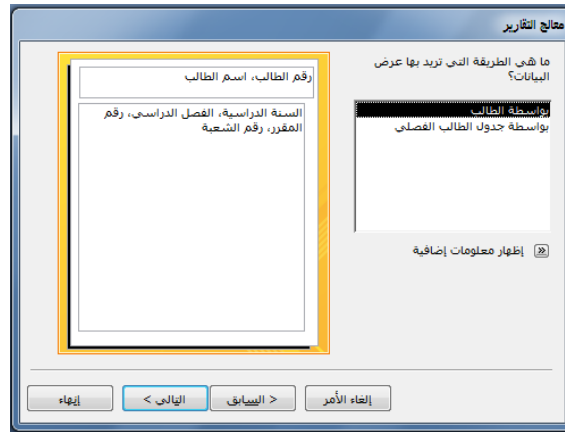 معالج التقارير
ما هي الطريقة التي تريد بها عرض
البيانات؟
بواسطة الطالب
بواسطة جدول الطالب الفصلي
إظهار معلومات إضافية
رقم الطالب، اسم الطالب
السنة الدراسية، الفصل الدراسي، رقم
المقرر، رقم الشعبة
إلغاء الأمر
< السابق
التالي >
إنهاء